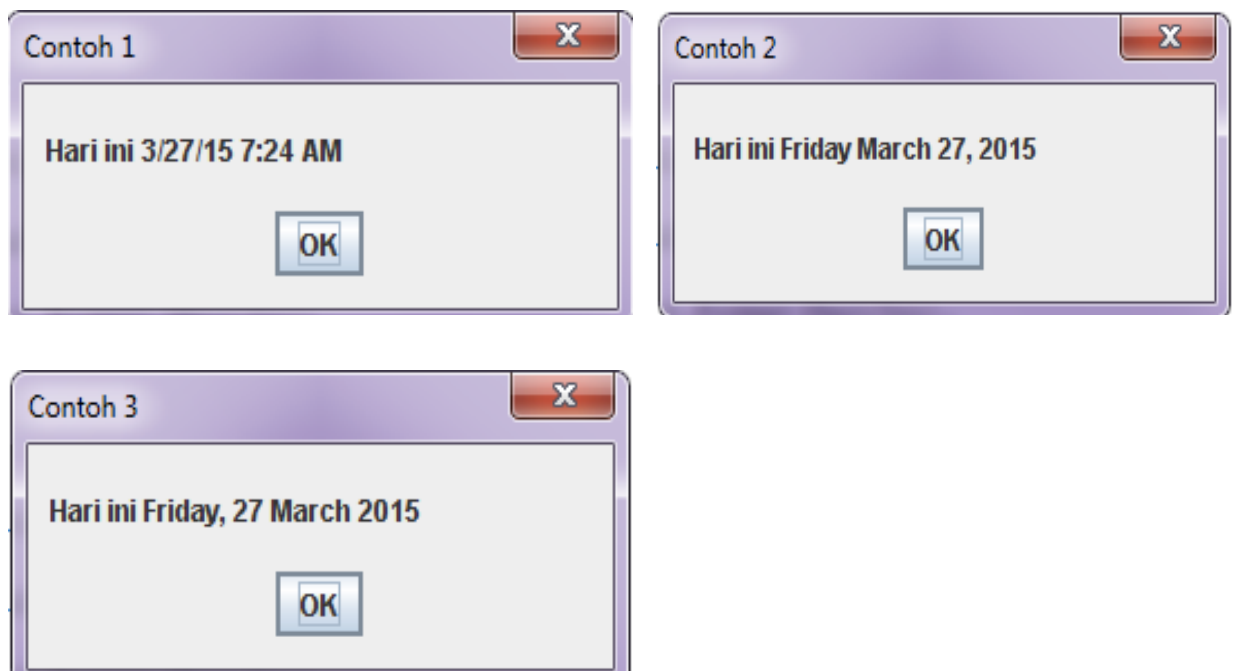 Contoh 1
X
Hari ini 3/27/15 7:24 AM
OK
Contoh 2
X
Hari ini Friday March 27, 2015
OK
Contoh 3
X
Hari ini Friday, 27 March 2015
OK